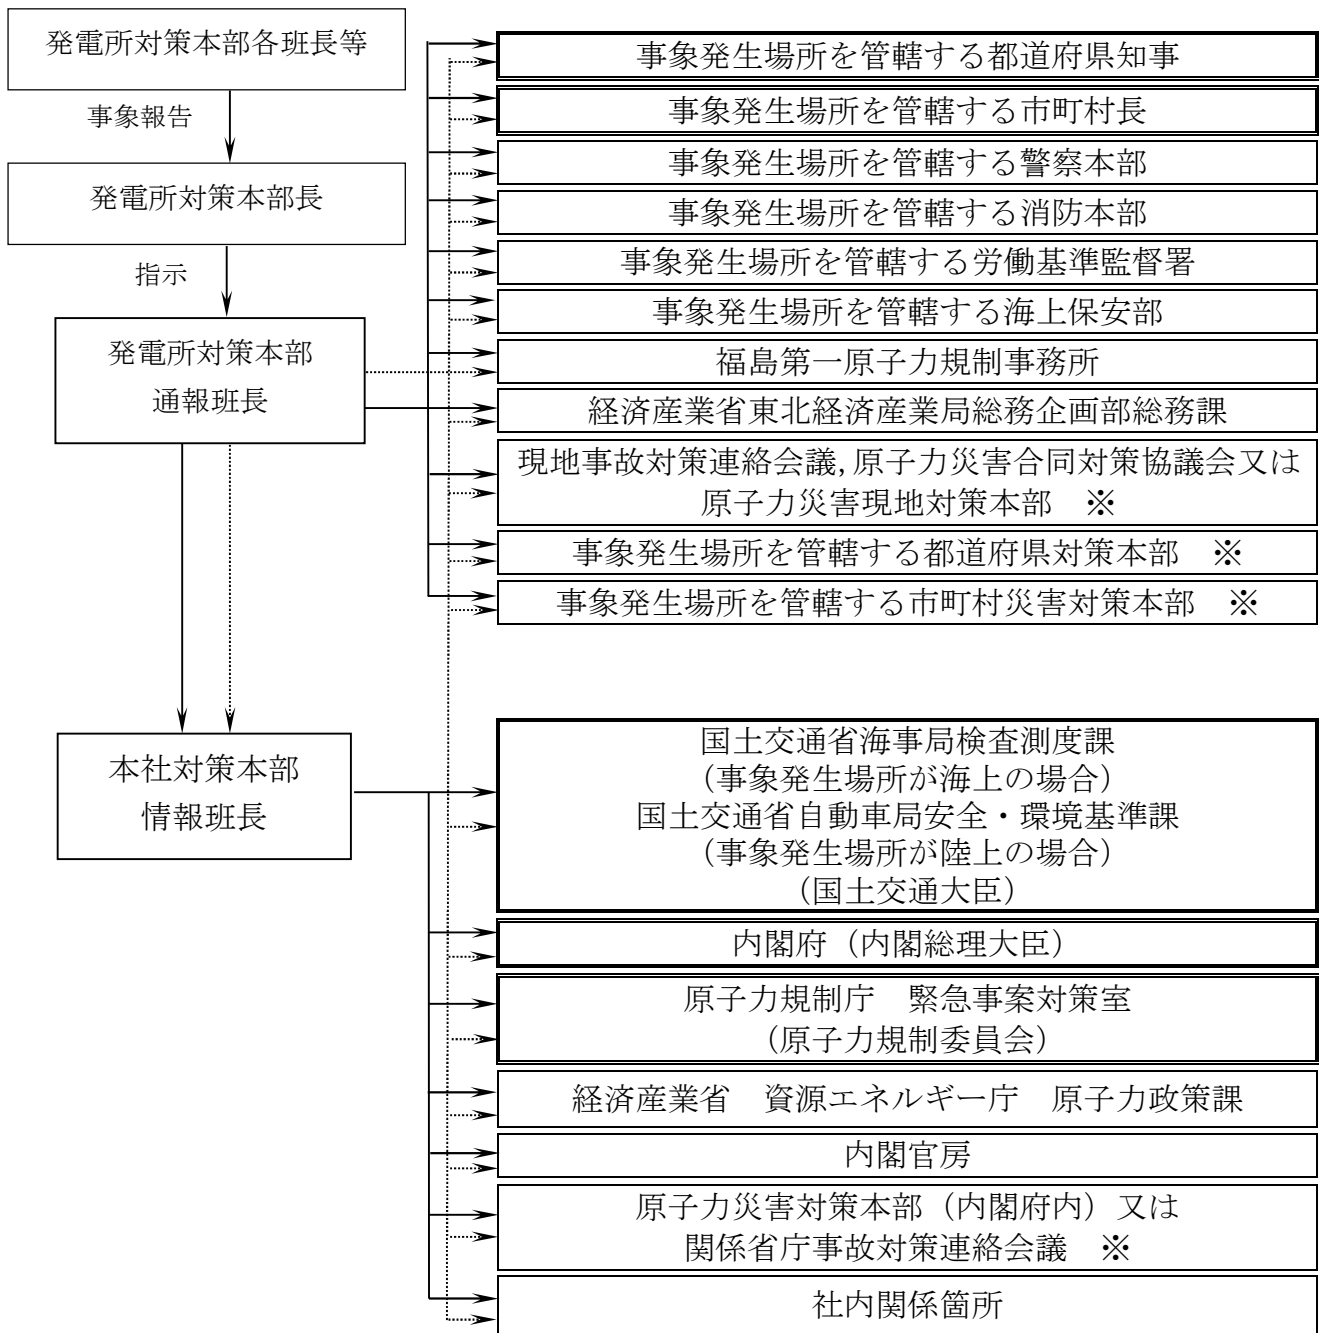 発電所対策本部各班長等
事象報告
発電所対策本部長
指示
発電所対策本部
通報班長
本社対策本部
情報班長
事象発生場所を管轄する都道府県知事
事象発生場所を管轄する市町村長
事象発生場所を管轄する警察本部
事象発生場所を管轄する消防本部
事象発生場所を管轄する労働基準監督署
事象発生場所を管轄する海上保安部
福島第一原子力規制事務所
経済産業省東北経済産業局総務企画部総務課
現地事故対策連絡会議,原子力災害合同対策協議会又は
原子力災害現地対策本部　※
事象発生場所を管轄する都道府県対策本部　※
事象発生場所を管轄する市町村災害対策本部　※
国土交通省海事局検査測度課
（事象発生場所が海上の場合）
国土交通省自動車局安全・環境基準課
（事象発生場所が陸上の場合）
（国土交通大臣）
内閣府（内閣総理大臣）
原子力規制庁　緊急事案対策室
（原子力規制委員会）
経済産業省　資源エネルギー庁　原子力政策課
内閣官房
原子力災害対策本部（内閣府内）又は
関係省庁事故対策連絡会議　※
社内関係箇所